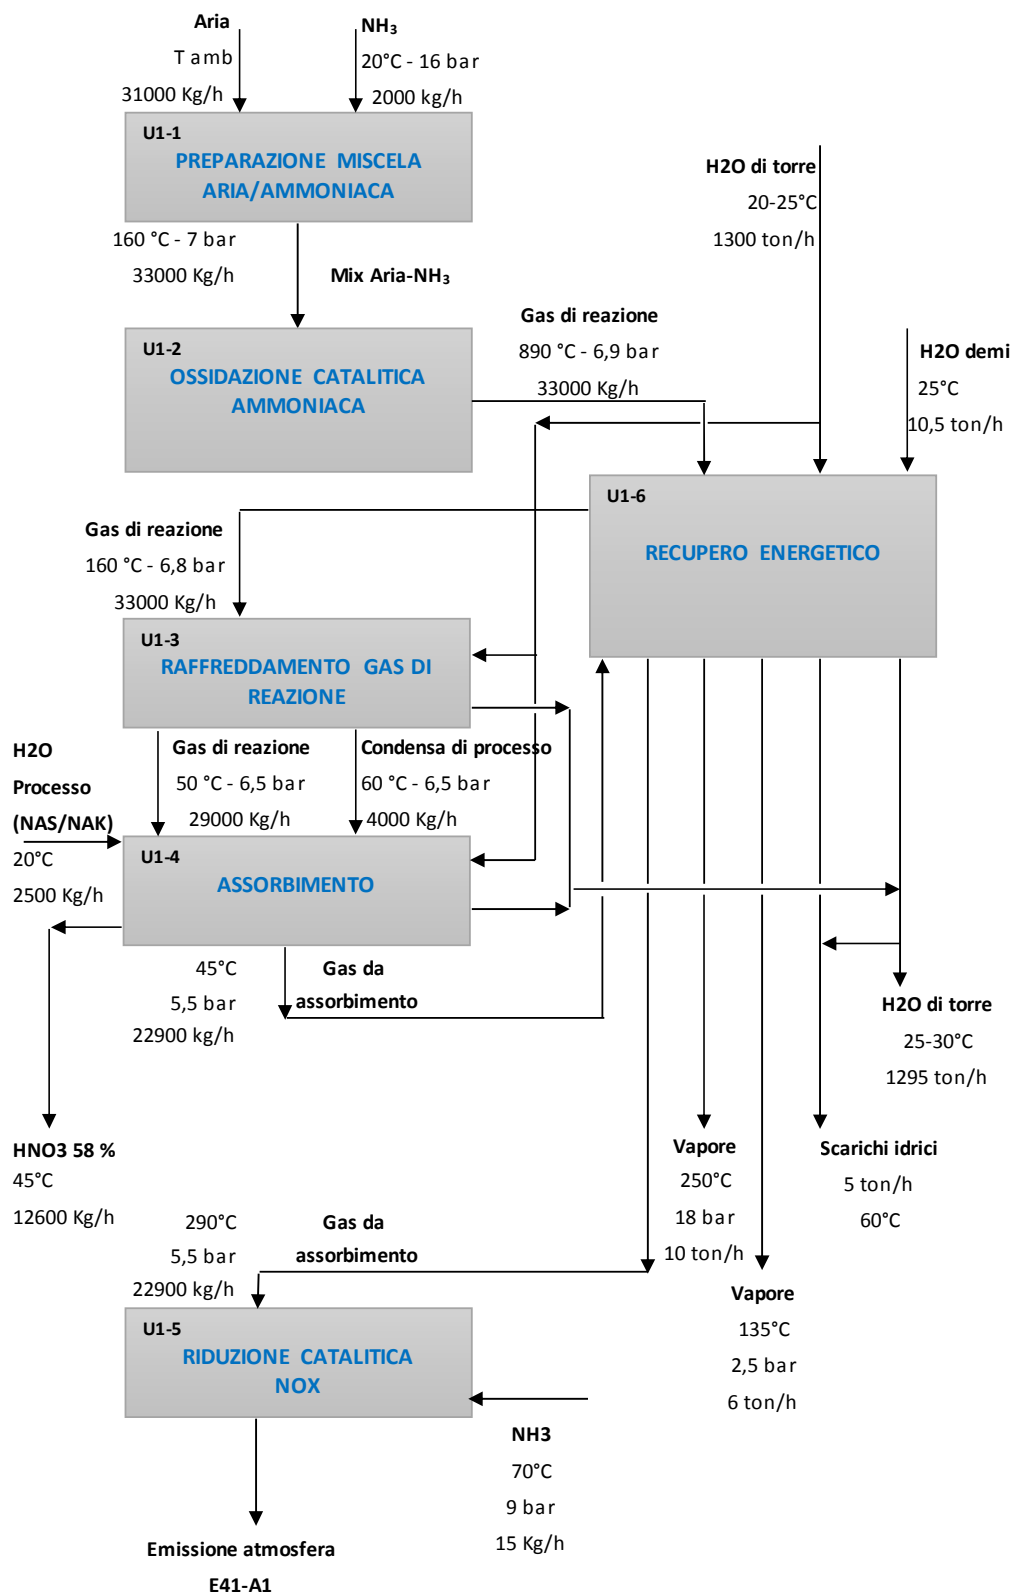 Aria
T amb
31000 Kg/h
NH₃
20°C - 16 bar
2000 kg/h
U1-1
PREPARAZIONE MISCELA
ARIA/AMMONIACA
H2O di torre
20-25°C
1300 ton/h
160 °C - 7 bar
33000 Kg/h
Mix Aria-NH₃
Gas di reazione
890 °C - 6,9 bar
33000 Kg/h
H2O demi
25°C
10,5 ton/h
U1-2
OSSIDAZIONE CATALITICA
AMMONIACA
U1-6
RECUPERO ENERGETICO
Gas di reazione
160 °C - 6,8 bar
33000 Kg/h
U1-3
RAFFREDDAMENTO GAS DI
REAZIONE
H2O
Processo
(NAS/NAK)
20°C
2500 Kg/h
Gas di reazione
50 °C - 6,5 bar
29000 Kg/h
Condensa di processo
60 °C - 6,5 bar
4000 Kg/h
U1-4
ASSORBIMENTO
45°C
5,5 bar
22900 kg/h
Gas da
assorbimento
H2O di torre
25-30°C
1295 ton/h
HNO3 58 %
45°C
12600 Kg/h
Vapore
250°C
18 bar
10 ton/h
Scarichi idrici
5 ton/h
60°C
290°C
5,5 bar
22900 kg/h
Gas da
assorbimento
Vapore
135°C
2,5 bar
6 ton/h
U1-5
RIDUZIONE CATALITICA
NOX
NH3
70°C
9 bar
15 Kg/h
Emissione atmosfera
E41-A1